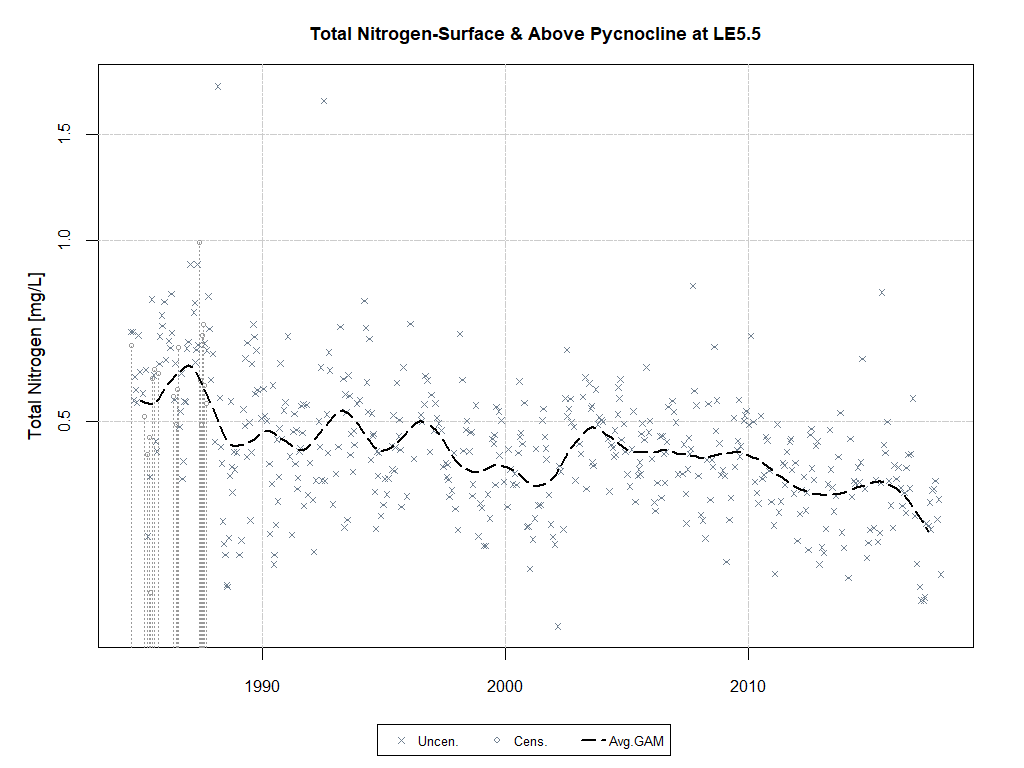 Total Nitrogen-Surface & Above Pycnocline at LE5.5
Total Nitrogen [mg/L]
1.5
1.0
0.5
1990 2000 2010
Uncen. Cens. Avg.GAM